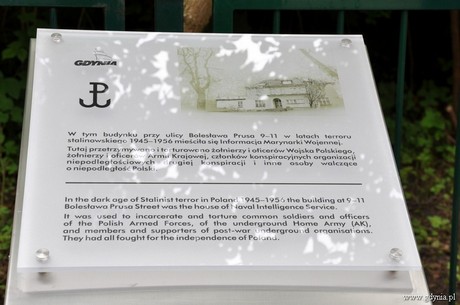 GDYNIA
W tym budynku przy ulicy Bolesława Prusa 9-11 w latach terroru
stalinowskiego 1945-1956 mieściła się Informacja Marynarki Wojennej.
Tutaj przetrzymywano i torturowano żołnierzy i oficerów Wojska Polskiego,
żołnierzy i oficerów Armii Krajowej, członków konspiracyjnych organizacji
niepodległościowych drugiej konspiracji i inne osoby walczące
o niepodległość Polski.
In the dark age of Stalinist terror in Poland 1945-1956 the building at 9-11
Bolesława Prusa Street was the house of Naval Intelligence Service.
It was used to incarcerate and torture common soldiers and officers
of the Polish Armed Forces, of the underground Home Army (AK),
and members and supporters of post-war underground organisations.
They had all fought for the independence of Poland.
www.gdynia.pl